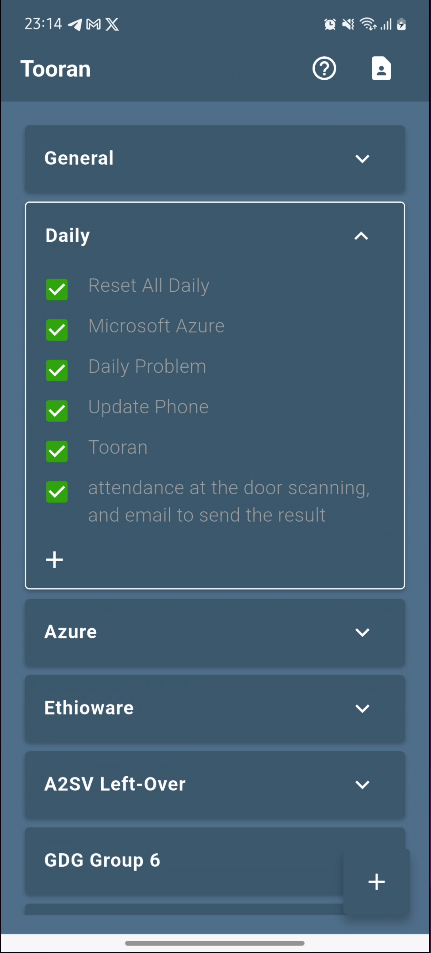 23:14
Tooran
General
Daily
Reset All Daily
Microsoft Azure
Daily Problem
Update Phone
Tooran
attendance at the door scanning,
and email to send the result
Azure
Ethioware
A2SV Left-Over
GDG Group 6